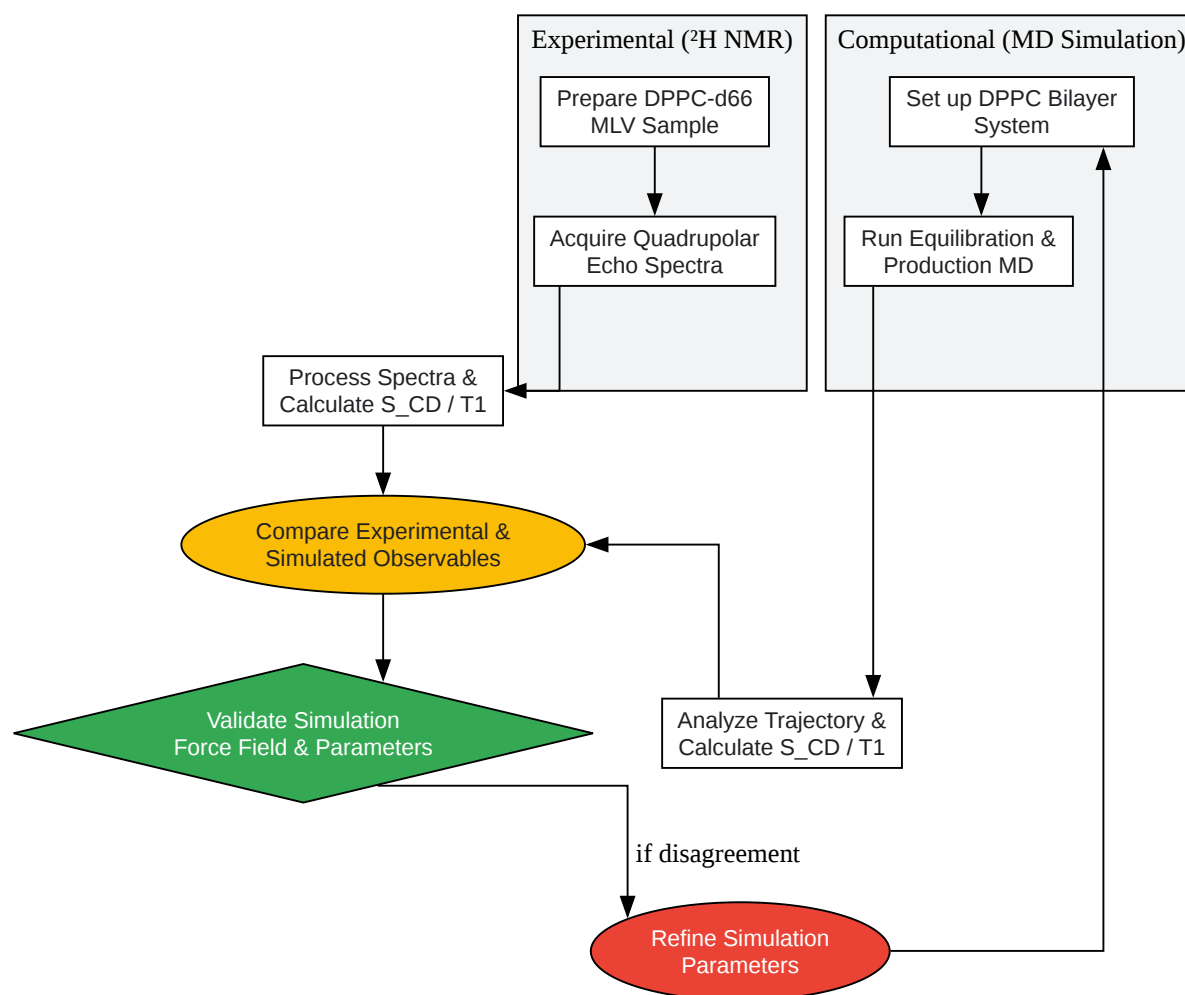 Experimental (²H NMR)
Prepare DPPC-d66
MLV Sample
Acquire Quadrupolar
Echo Spectra
Computational (MD Simulation)
Set up DPPC Bilayer
System
Run Equilibration &
Production MD
Process Spectra &
Calculate S_CD / T1
Compare Experimental &
Simulated Observables
Validate Simulation
Force Field & Parameters
Analyze Trajectory &
Calculate S_CD / T1
if disagreement
Refine Simulation
Parameters